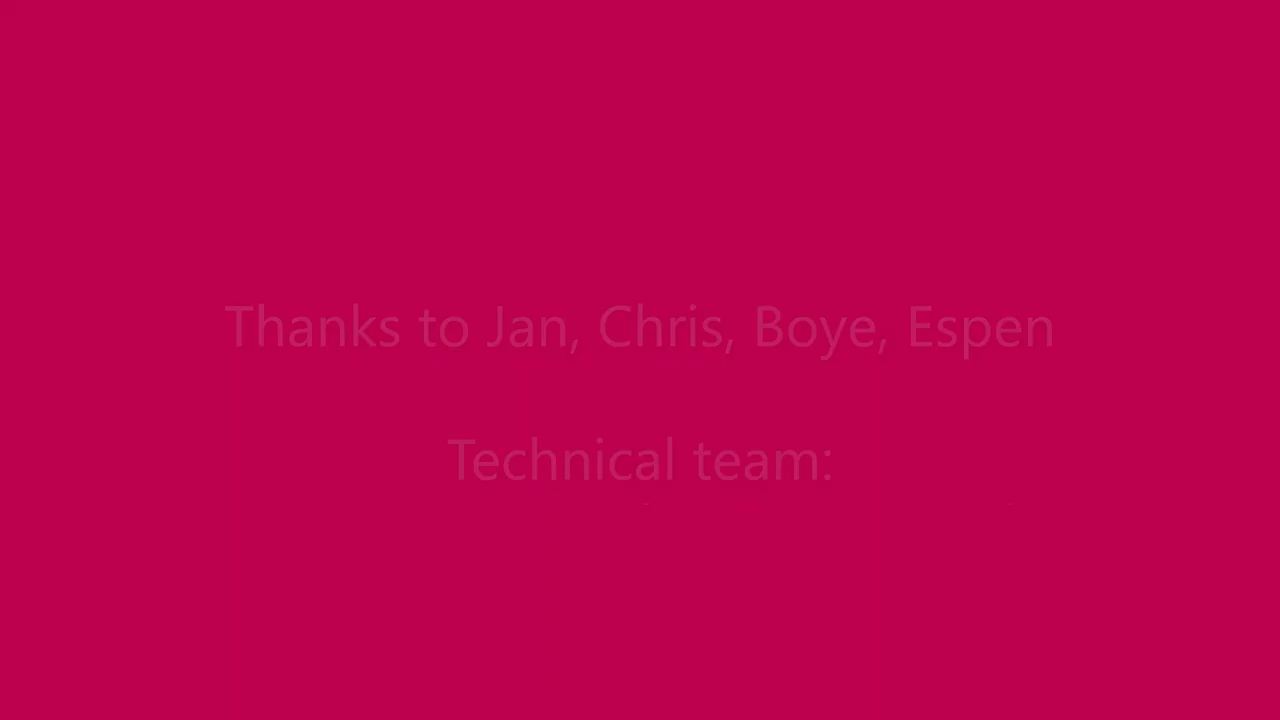 Thanks to Jan, Chris, Boye, Espen
Technical team: